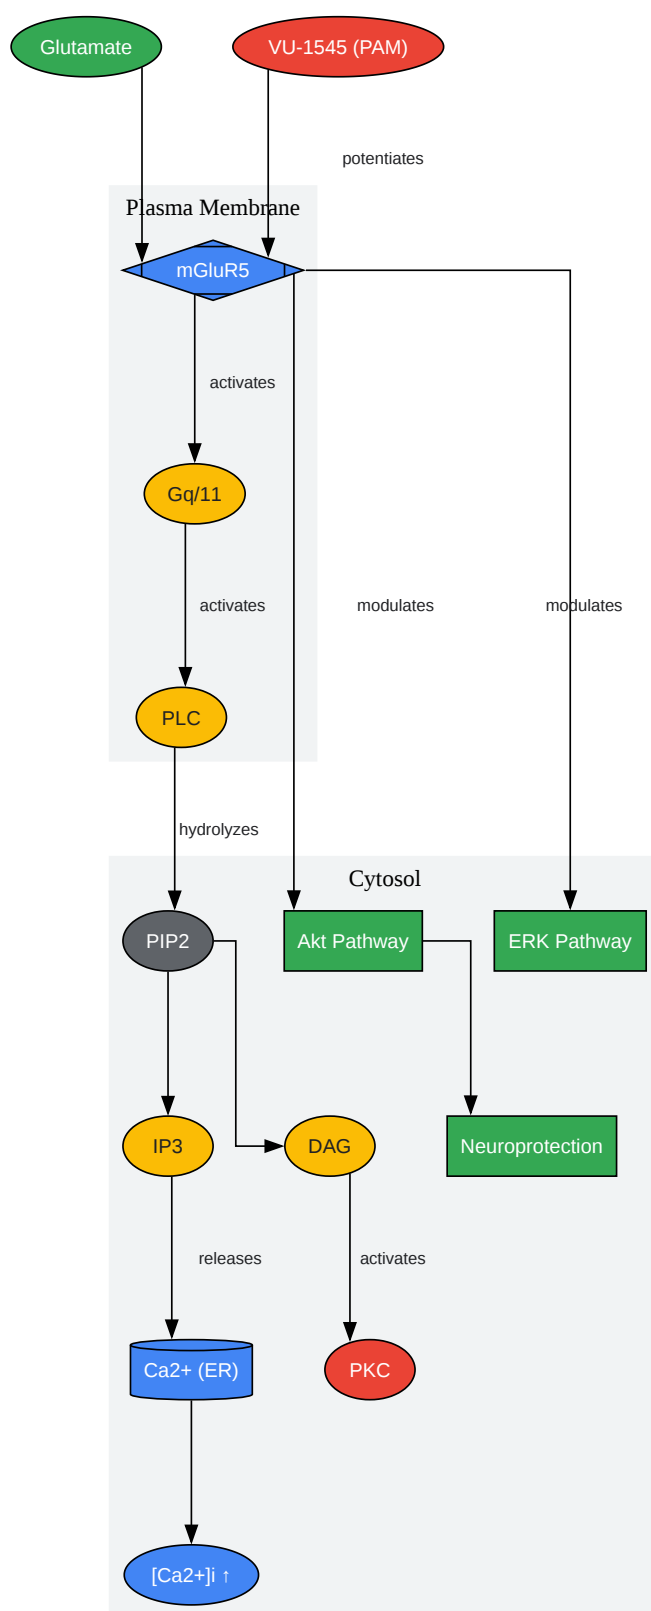 Glutamate
VU-1545 (PAM)
potentiates
Plasma Membrane
mGluR5
activates
Gq/11
activates
modulates
modulates
PLC
hydrolyzes
Cytosol
PIP2
Akt Pathway
ERK Pathway
IP3
DAG
Neuroprotection
releases
activates
Ca2+ (ER)
PKC
[Ca2+]i ↑